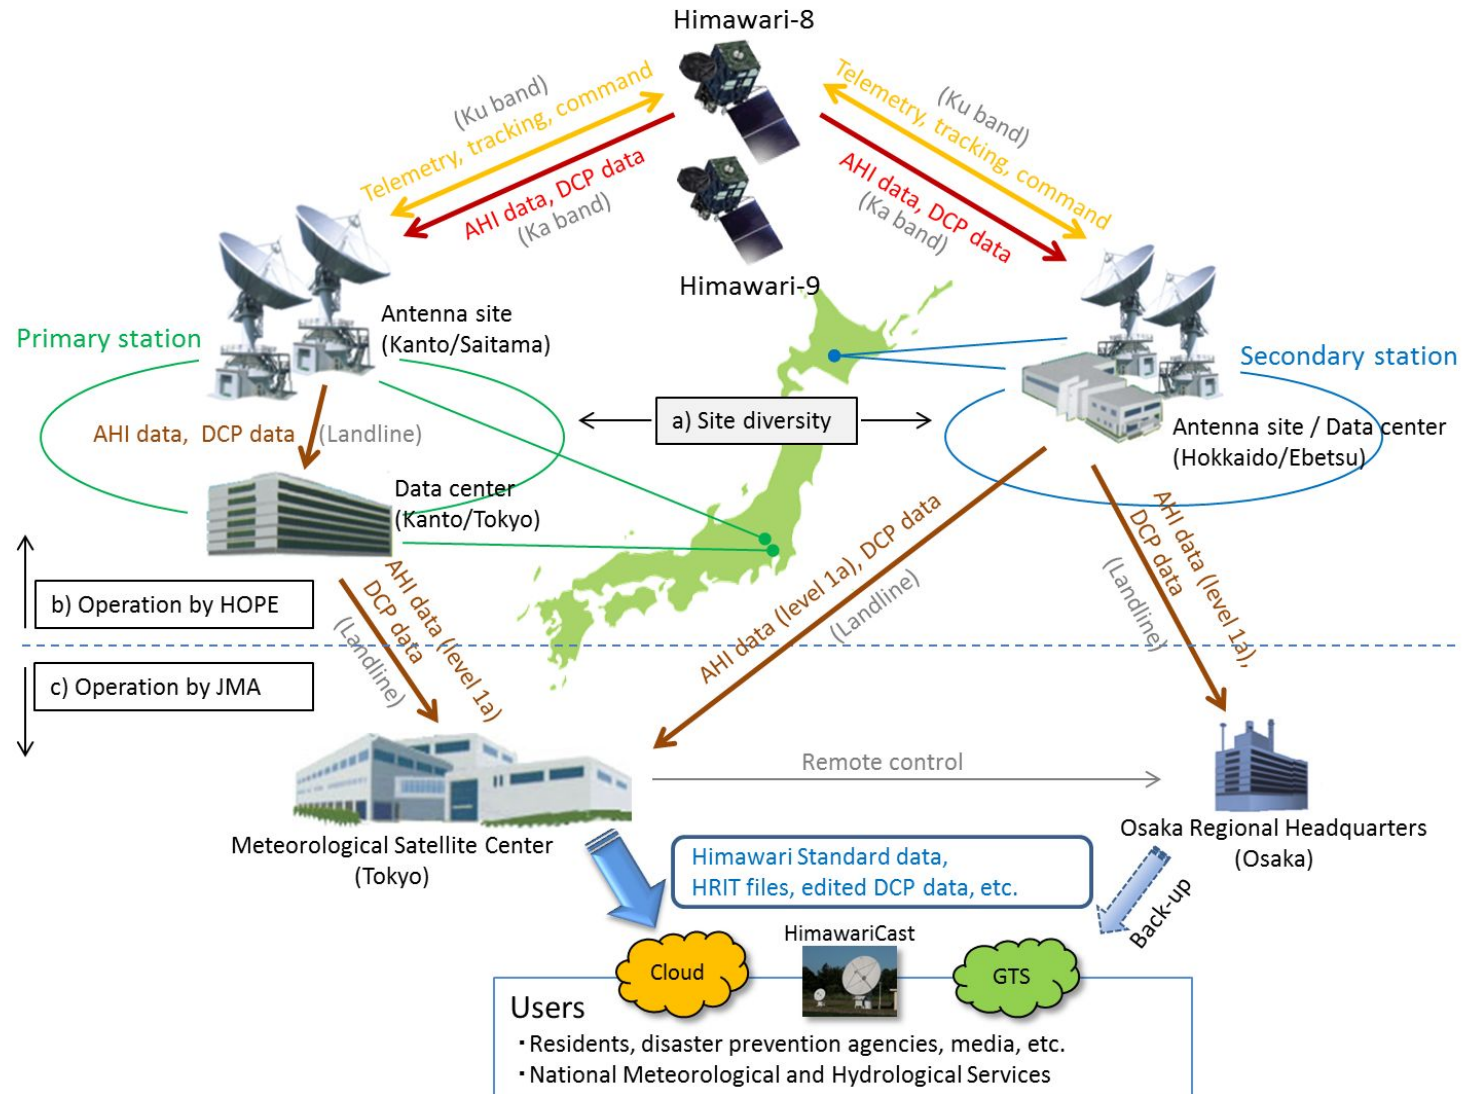 Himawari-8
(Ku band)
Telemetry, tracking, command
AHI data, DCP data
(Ka band)
(Ku band)
Telemetry, tracking, command
AHI data, DCP data
(Ka band)
Himawari-9
Primary station
Antenna site
(Kanto/Saitama)
Secondary station
a) Site diversity
Antenna site / Data center
(Hokkaido/Ebetsu)
AHI data, DCP data
(Landline)
Data center
(Kanto/Tokyo)
b) Operation by HOPE
c) Operation by JMA
AHI data (level 1a)
DCP data
(Landline)
AHI data (level 1a), DCP data
(Landline)
AHI data (level 1a),
DCP data
(Landline)
Remote control
Meteorological Satellite Center
(Tokyo)
Osaka Regional Headquarters
(Osaka)
Himawari Standard data,
HRIT files, edited DCP data, etc.
Back-up
HimawariCast
Cloud
GTS
Users
・Residents, disaster prevention agencies, media, etc.
・National Meteorological and Hydrological Services